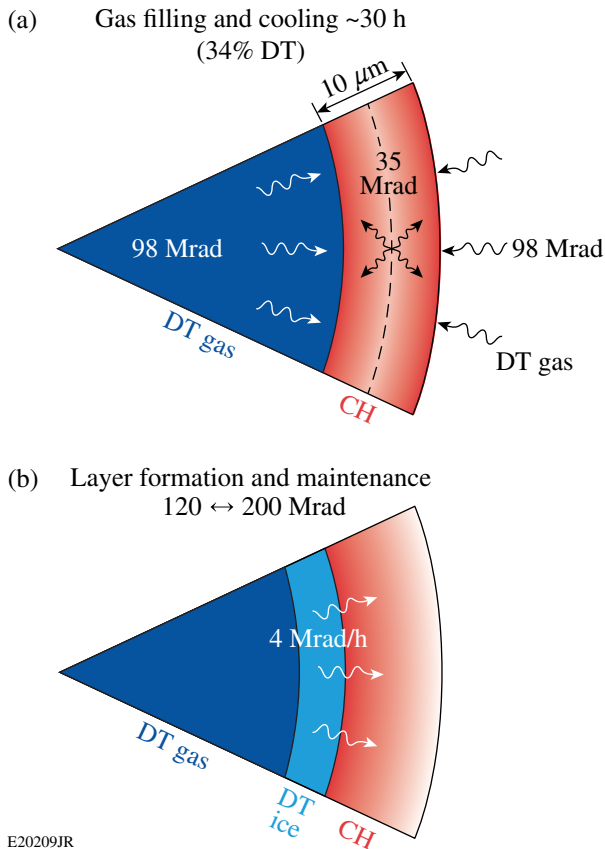 (a) Gas filling and cooling ~30 h
(34% DT)
10 μm
35
Mrad
98 Mrad
98 Mrad
DT gas
DT gas
CH
(b) Layer formation and maintenance
120 ↔ 200 Mrad
4 Mrad/h
DT gas
DT
ice
CH
E20209JR